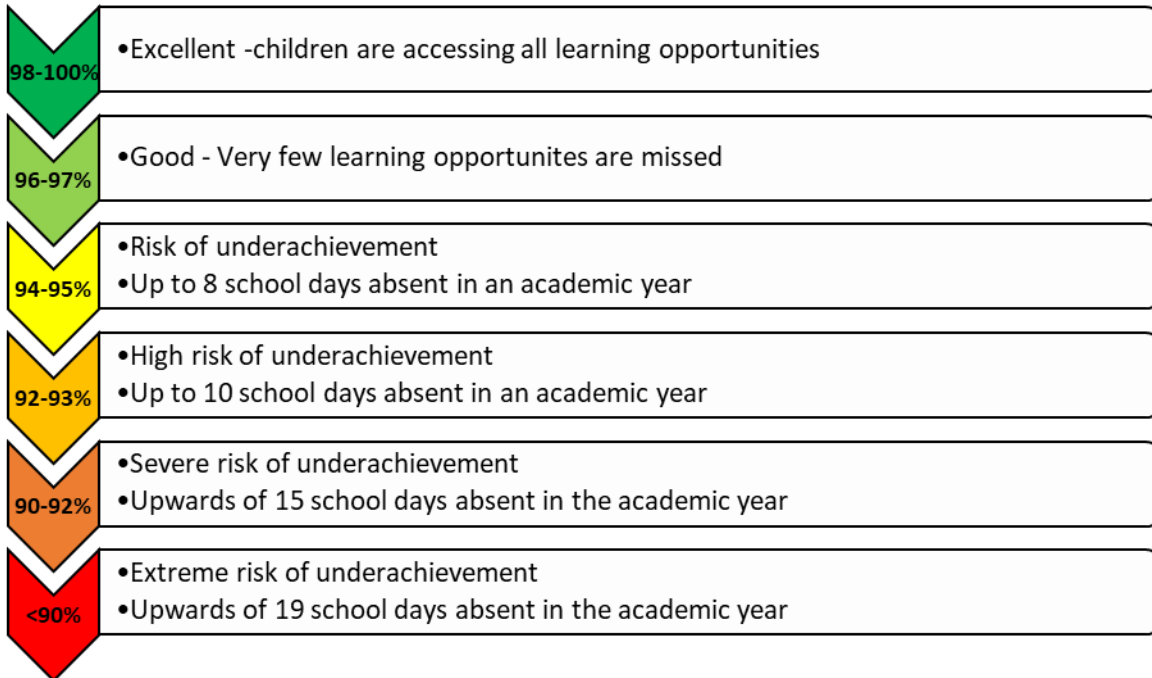 98-100%
•Excellent -children are accessing all learning opportunities
96-97%
•Good - Very few learning opportunites are missed
94-95%
•Risk of underachievement
•Up to 8 school days absent in an academic year
92-93%
•High risk of underachievement
•Up to 10 school days absent in an academic year
90-92%
•Severe risk of underachievement
•Upwards of 15 school days absent in the academic year
<90%
•Extreme risk of underachievement
•Upwards of 19 school days absent in the academic year